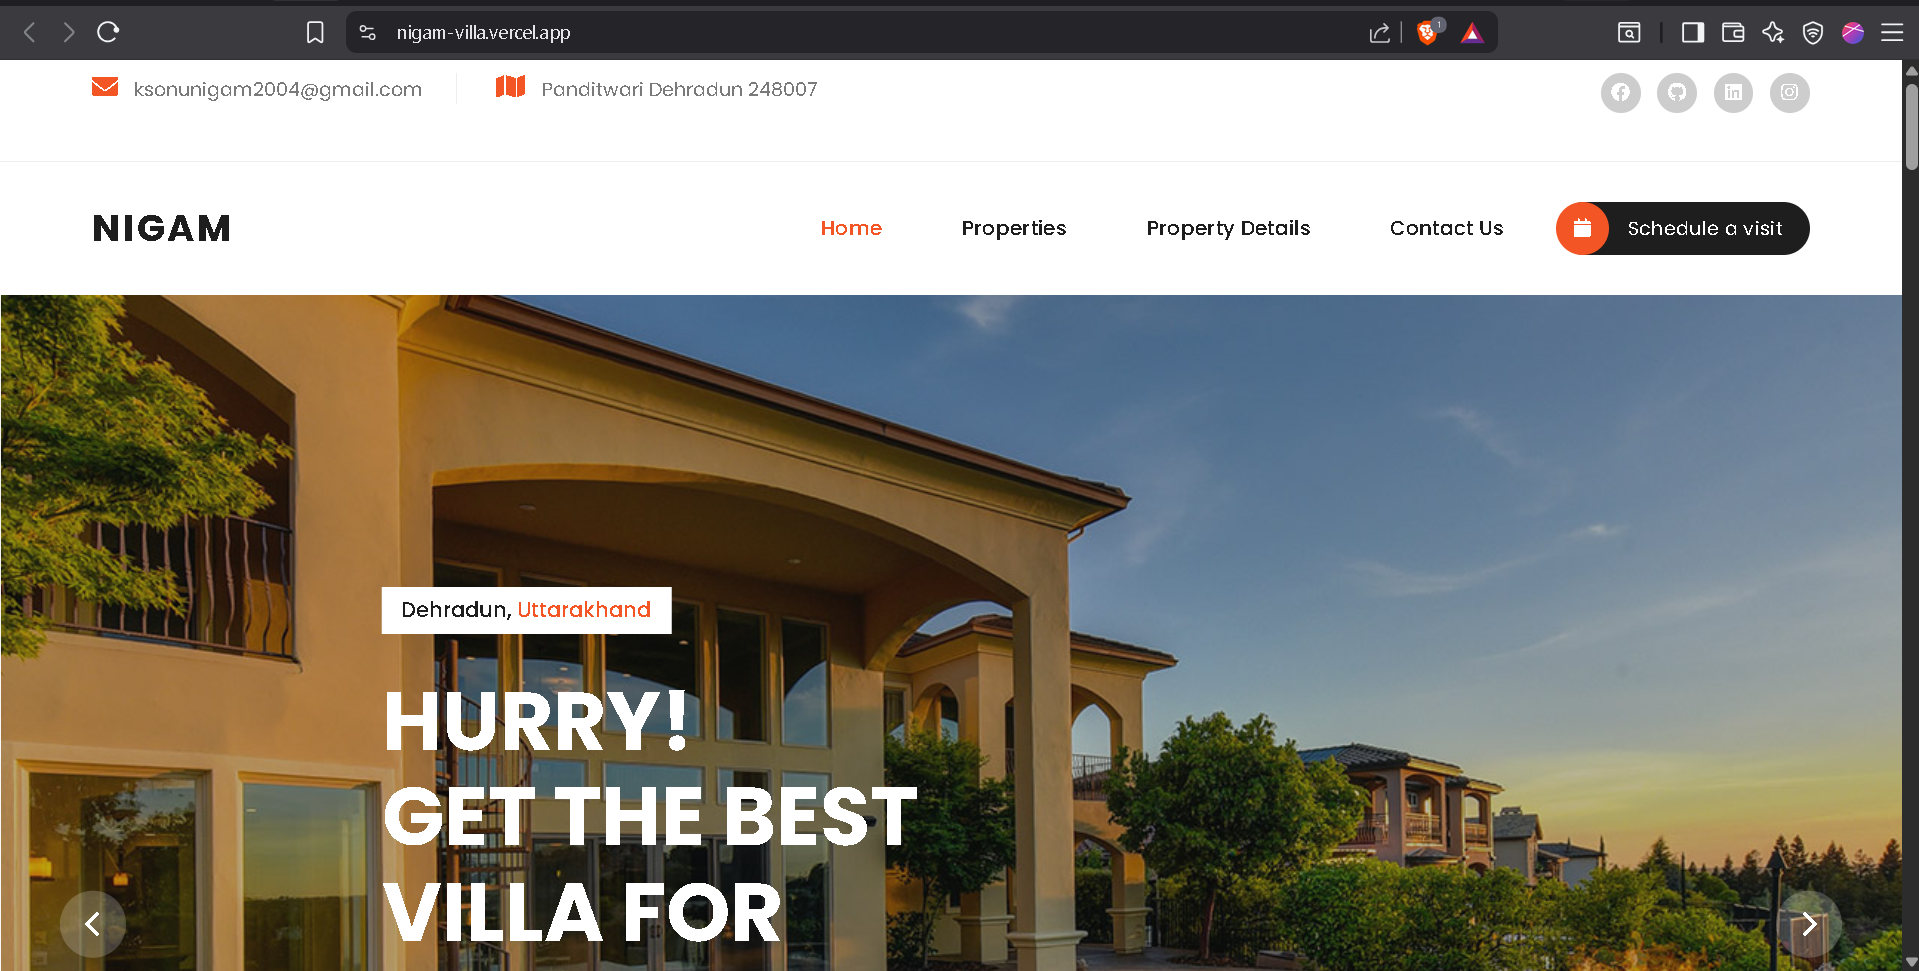 nigam-villa.vercel.app
1
ksonunigam2004@gmail.com
Panditwari Dehradun 248007
NIGAM
Home
Properties
Property Details
Contact Us
Schedule a visit
Dehradun, Uttarakhand
HURRY!
GET THE BEST
VILLA FOR